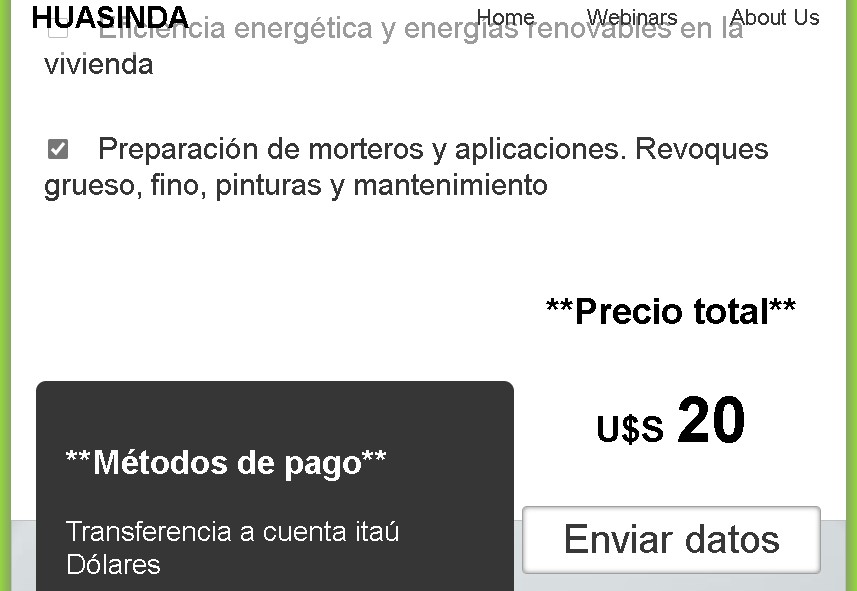 HUASINDA
Home
Webinars
About Us
Eficiencia energética y energías renovables en la
vivienda
Preparación de morteros y aplicaciones. Revoques
grueso, fino, pinturas y mantenimiento
**Precio total**
U$S 20
**Métodos de pago**
Transferencia a cuenta itaú
Dólares
Enviar datos